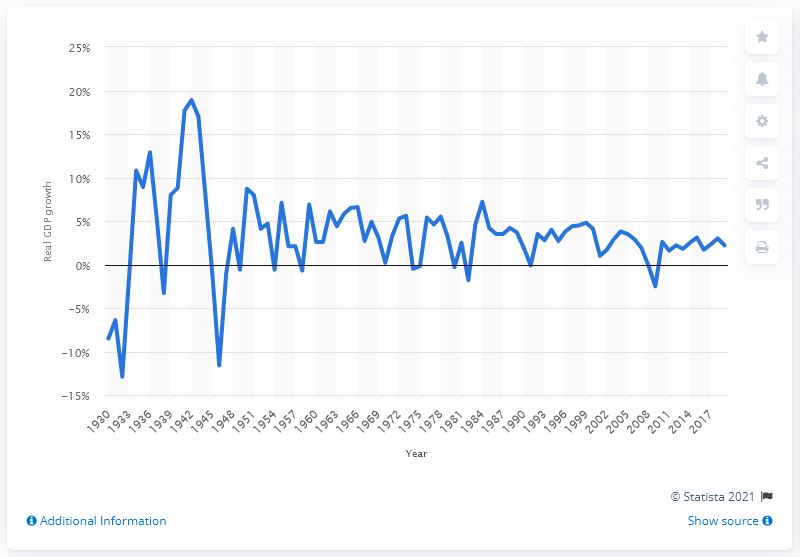 25%
20%
15%
10%
5%
0%
-5%
-10%
-15%
Real GDP growth
1930 1933 1936 1939 1942 1945 1948 1951 1954 1957 1960 1963 1966 1969 1972 1975 1978 1981 1984 1987 1990 1993 1996 1999 2002 2005 2008 2011 2014 2017
Year
© Statista 2021
Additional Information
Show source